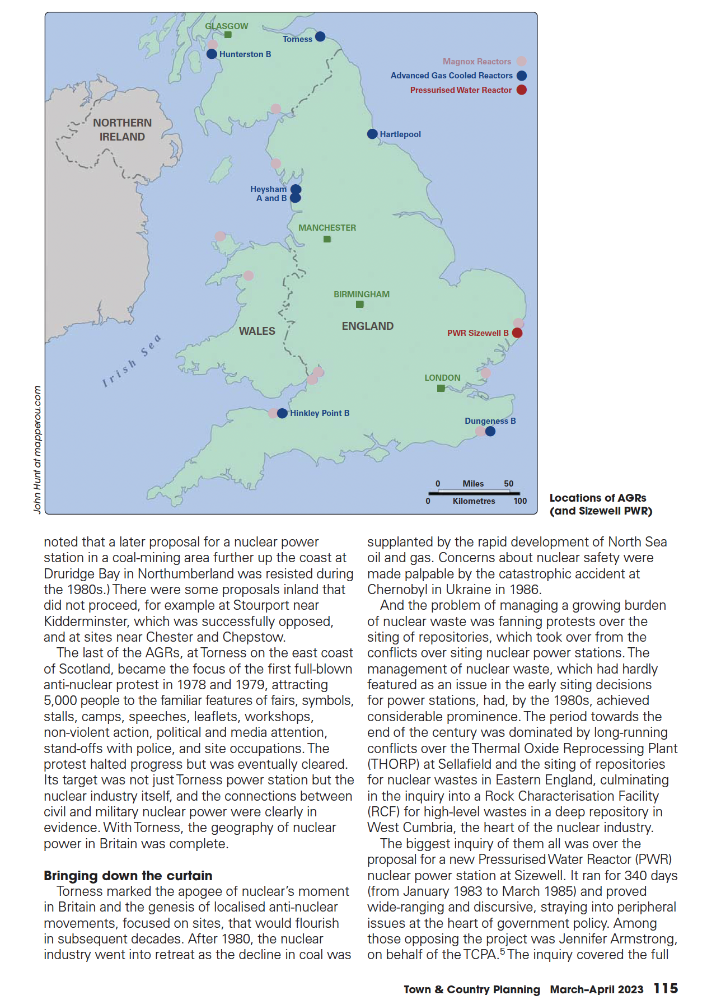 GLASGOW
Torness
Hunterston B
Magnox Reactors
Advanced Gas Cooled Reactors
Pressurised Water Reactor
NORTHERN
IRELAND
Hartlepool
Heysham
A and B
MANCHESTER
BIRMINGHAM
ENGLAND
WALES
PWR Sizewell B
Irish Sea
LONDON
Hinkley Point B
Dungeness B
0 Miles 50
0 Kilometres 100
John Hunt at mapperou.com
Locations of AGRs
(and Sizewell PWR)
noted that a later proposal for a nuclear power
station in a coal-mining area further up the coast at
Druridge Bay in Northumberland was resisted during
the 1980s.) There were some proposals inland that
did not proceed, for example at Stourport near
Kidderminster, which was successfully opposed,
and at sites near Chester and Chepstow.
The last of the AGRs, at Torness on the east coast
of Scotland, became the focus of the first full-blown
anti-nuclear protest in 1978 and 1979, attracting
5,000 people to the familiar features of fairs, symbols,
stalls, camps, speeches, leaflets, workshops,
non-violent action, political and media attention,
stand-offs with police, and site occupations. The
protest halted progress but was eventually cleared.
Its target was not just Torness power station but the
nuclear industry itself, and the connections between
civil and military nuclear power were clearly in
evidence. With Torness, the geography of nuclear
power in Britain was complete.
Bringing down the curtain
Torness marked the apogee of nuclear's moment
in Britain and the genesis of localised anti-nuclear
movements, focused on sites, that would flourish
in subsequent decades. After 1980, the nuclear
industry went into retreat as the decline in coal was
supplanted by the rapid development of North Sea
oil and gas. Concerns about nuclear safety were
made palpable by the catastrophic accident at
Chernobyl in Ukraine in 1986.
And the problem of managing a growing burden
of nuclear waste was fanning protests over the
siting of repositories, which took over from the
conflicts over siting nuclear power stations. The
management of nuclear waste, which had hardly
featured as an issue in the early siting decisions
for power stations, had, by the 1980s, achieved
considerable prominence. The period towards the
end of the century was dominated by long-running
conflicts over the Thermal Oxide Reprocessing Plant
(THORP) at Sellafield and the siting of repositories
for nuclear wastes in Eastern England, culminating
in the inquiry into a Rock Characterisation Facility
(RCF) for high-level wastes in a deep repository in
West Cumbria, the heart of the nuclear industry.
The biggest inquiry of them all was over the
proposal for a new Pressurised Water Reactor (PWR)
nuclear power station at Sizewell. It ran for 340 days
(from January 1983 to March 1985) and proved
wide-ranging and discursive, straying into peripheral
issues at the heart of government policy. Among
those opposing the project was Jennifer Armstrong,
on behalf of the TCPA.5 The inquiry covered the full
Town & Country Planning March–April 2023 115